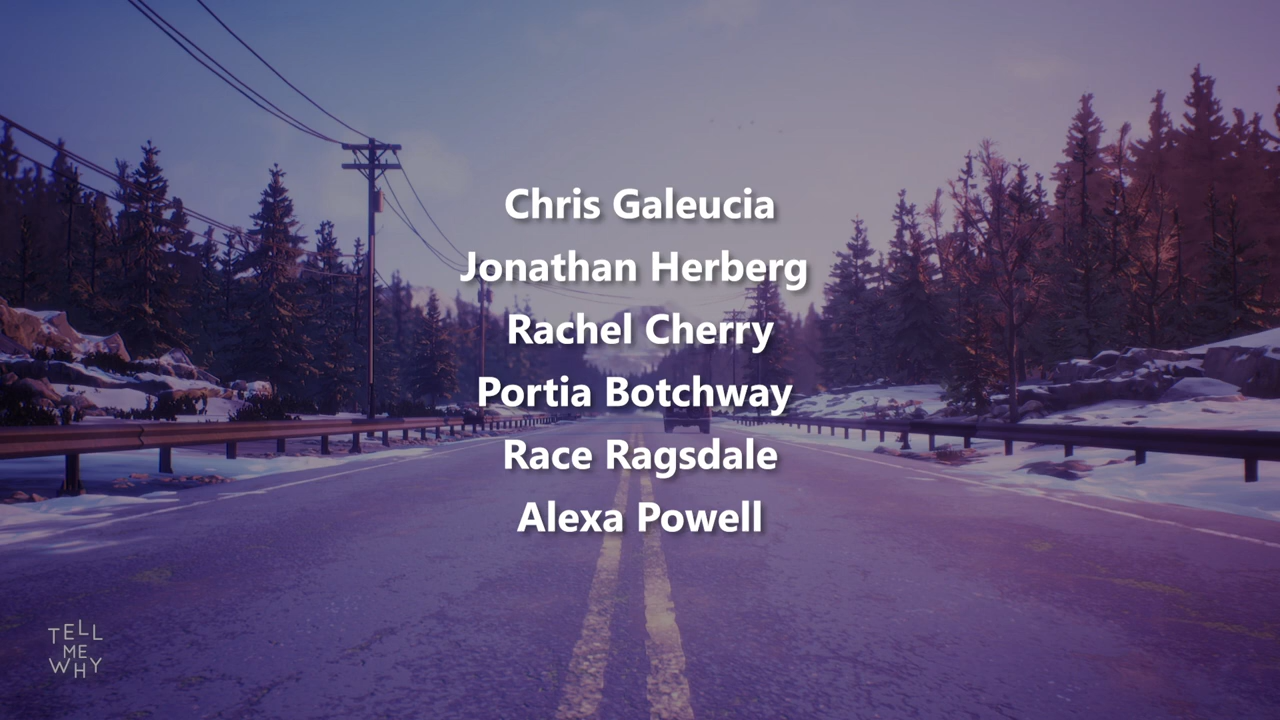 Chris Galeucia
Jonathan Herberg
Rachel Cherry
Portia Botchway
Race Ragsdale
Alexa Powell
TELL
ME
WHY